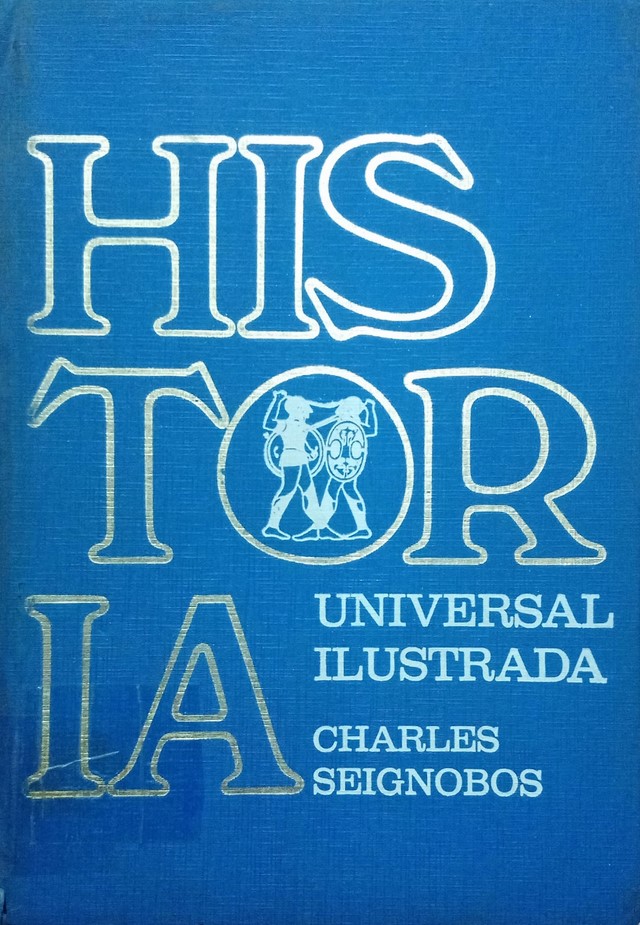 HIS
TOR
IA
UNIVERSAL
ILUSTRADA
CHARLES
SEIGNOBOS